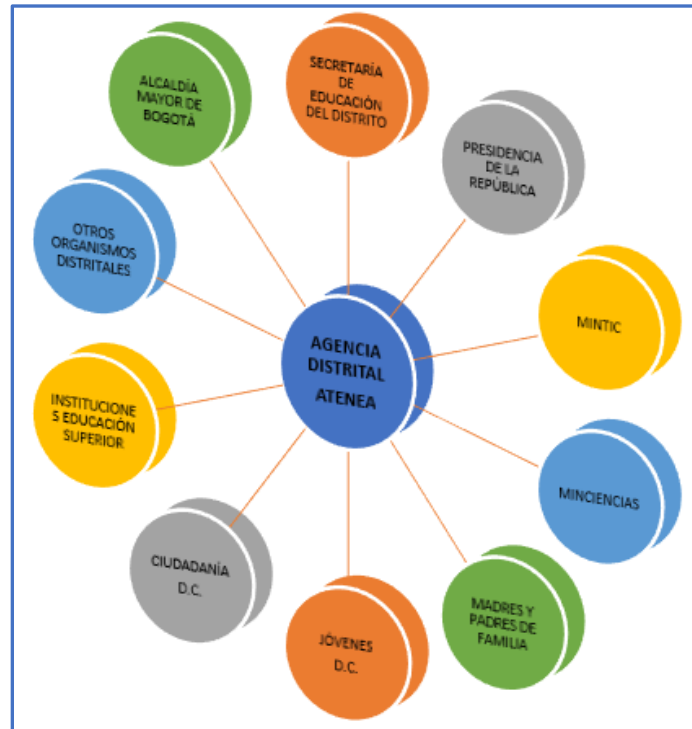 SECRETARÍA
DE
EDUCACIÓN
DEL DISTRITO
PRESIDENCIA
DE LA
REPÚBLICA
MINTIC
MINCIENCIAS
MADRES Y
PADRES DE
FAMILIA
JÓVENES
D.C.
CIUDADANÍA
D.C.
INSTITUCIONE
S EDUCACIÓN
SUPERIOR
OTROS
ORGANISMOS
DISTRITALES
ALCALDÍA
MAYOR DE
BOGOTÀ
AGENCIA
DISTRITAL
ATENEA